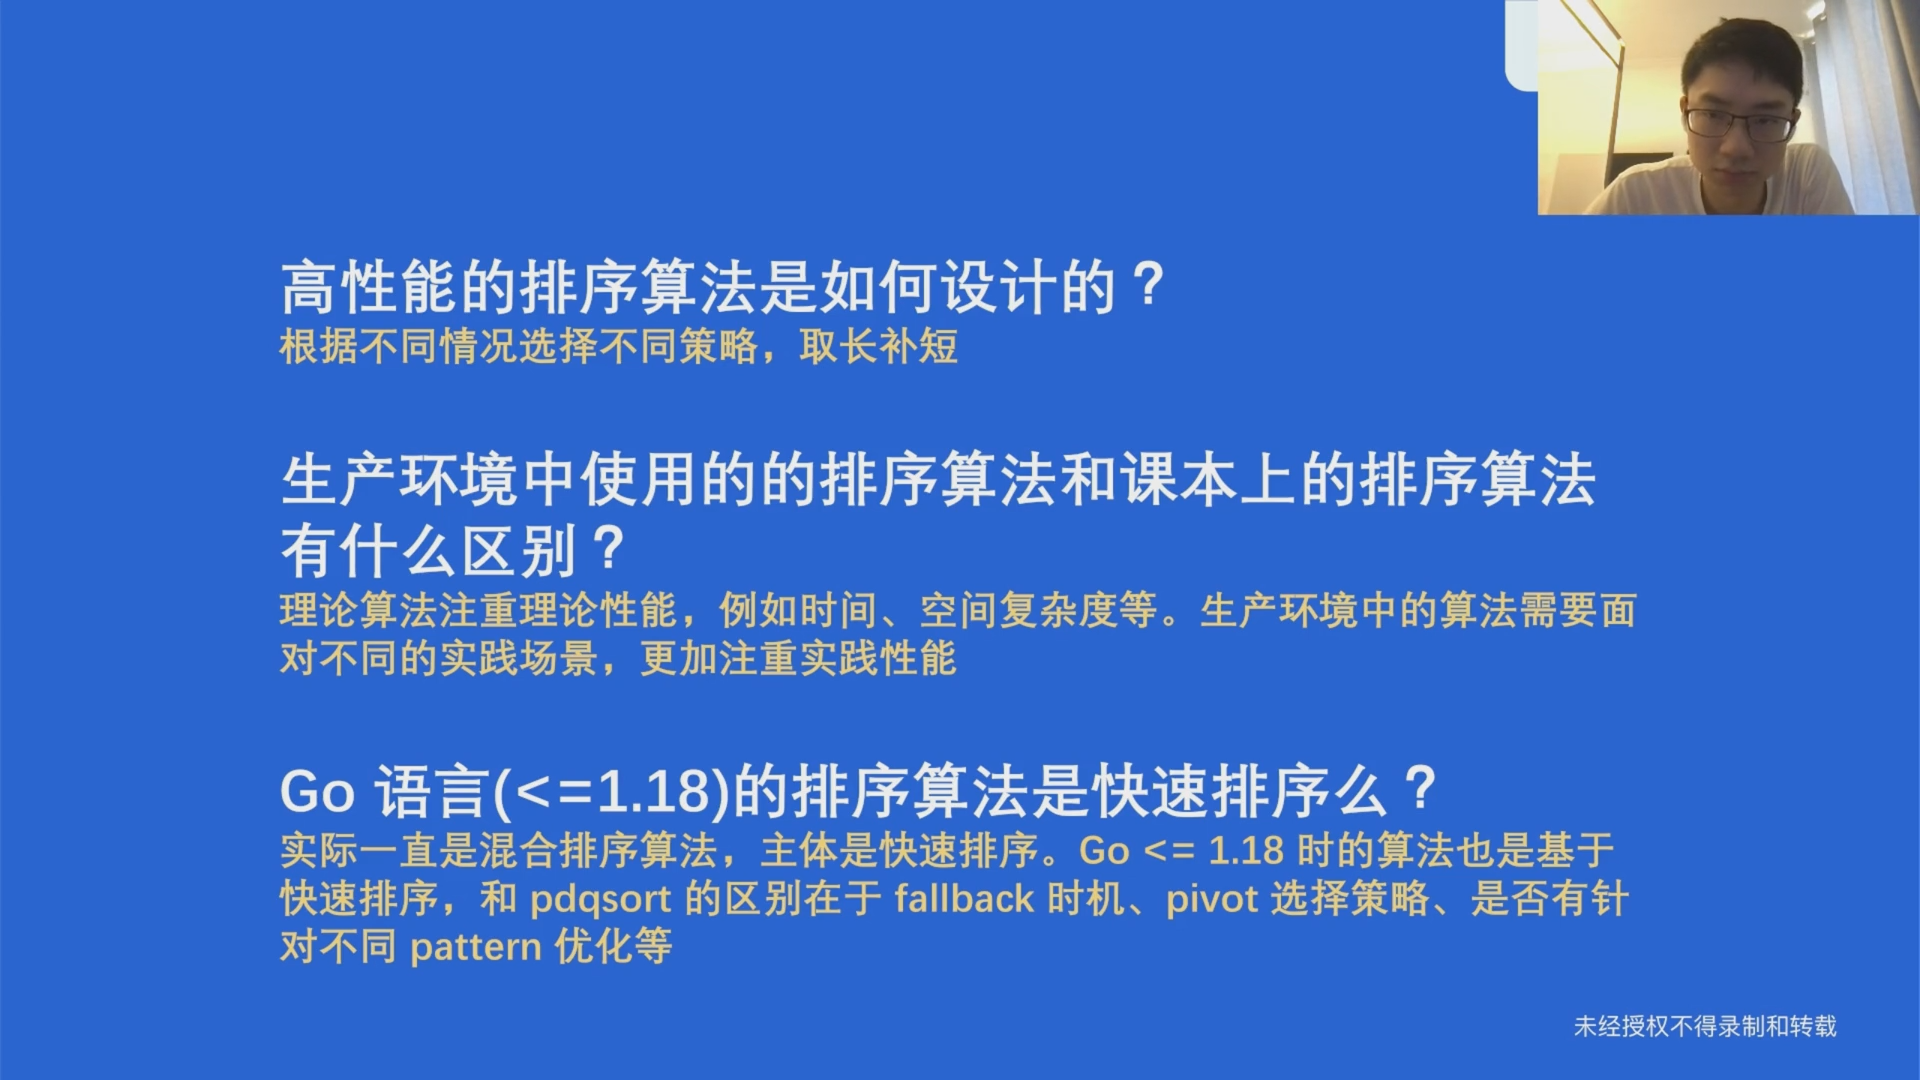 高性能的排序算法是如何设计的？
根据不同情况选择不同策略，取长补短
生产环境中使用的的排序算法和课本上的排序算法
有什么区别？
理论算法注重理论性能，例如时间、空间复杂度等。生产环境中的算法需要面
对不同的实践场景，更加注重实践性能
Go 语言(<=1.18)的排序算法是快速排序么？
实际一直是混合排序算法，主体是快速排序。Go <= 1.18 时的算法也是基于
快速排序，和 pdqsort 的区别在于 fallback 时机、pivot 选择策略、是否有针
对不同 pattern 优化等
未经授权不得录制和转载